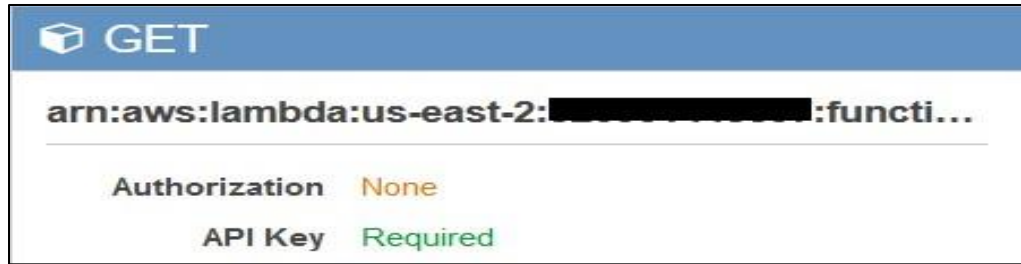 GET
arn:aws:lambda:us-east-2: :functi...
Authorization None
API Key Required